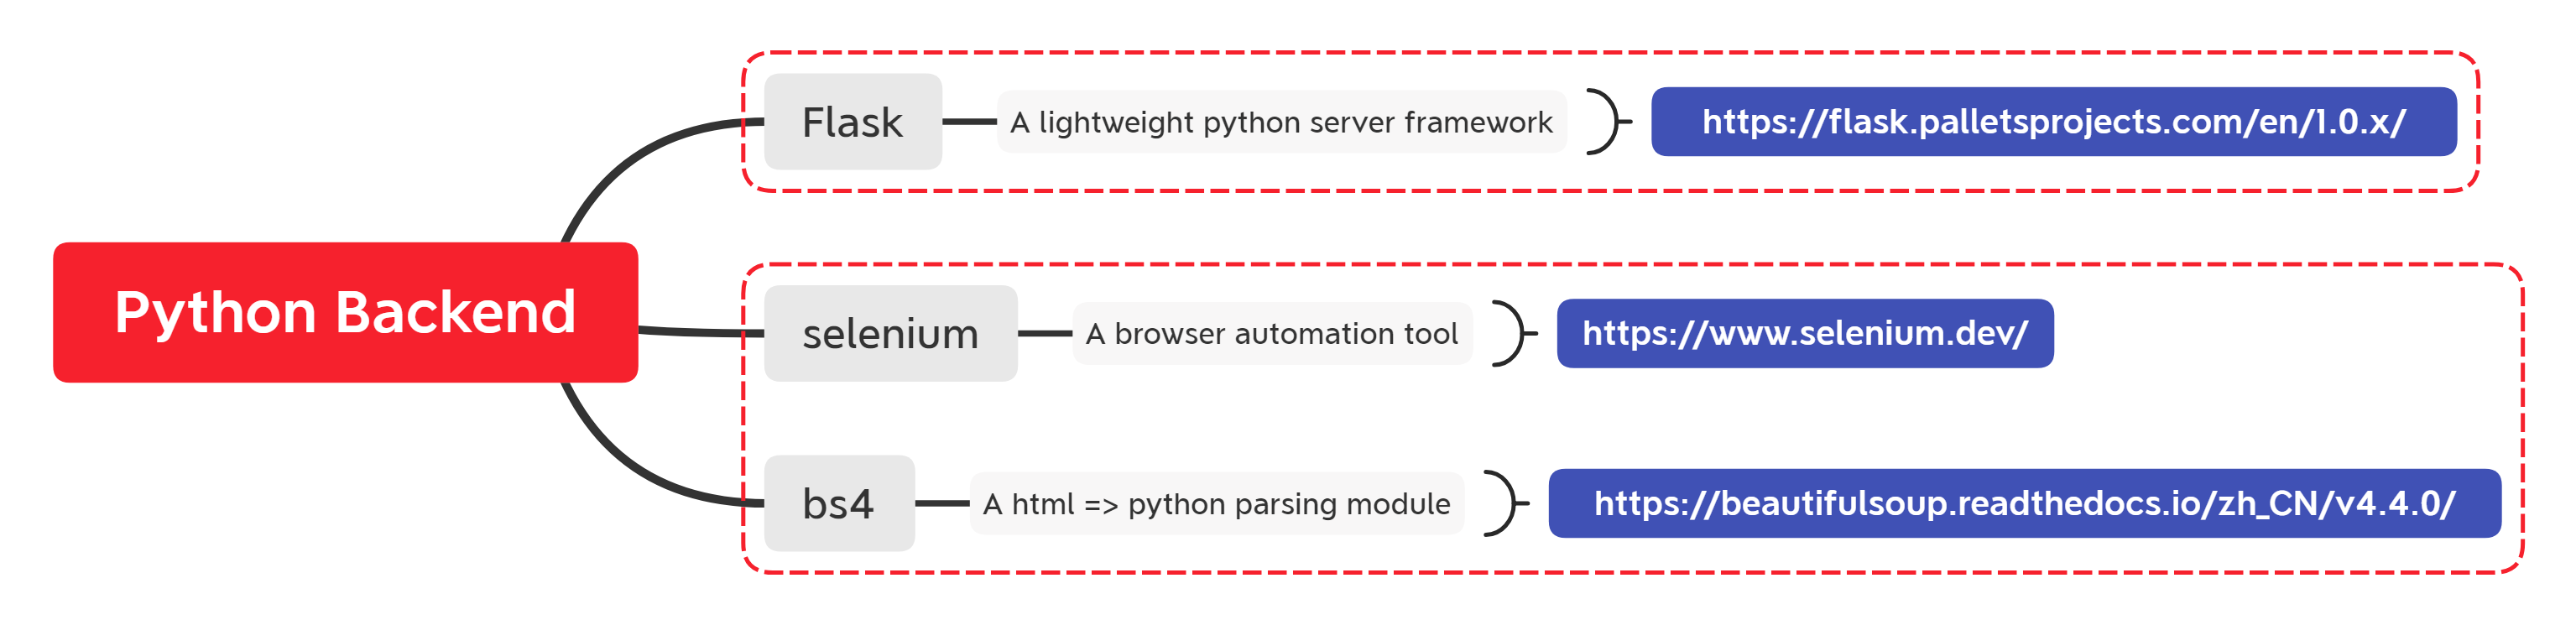 Flask
A lightweight python server framework
https://flask.palletsprojects.com/en/1.0.x/
Python Backend
selenium
A browser automation tool
https://www.selenium.dev/
bs4
A html => python parsing module
https://beautifulsoup.readthedocs.io/zh_CN/v4.4.0/